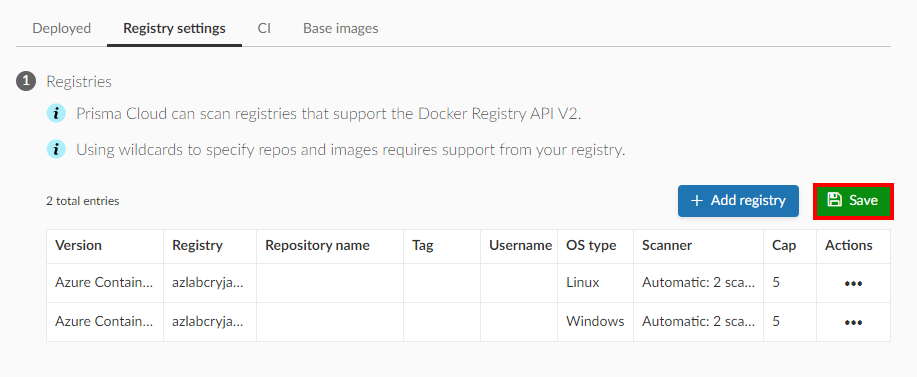 Deployed Registry settings CI Base images
1 Registries
i Prisma Cloud can scan registries that support the Docker Registry API V2.
i Using wildcards to specify repos and images requires support from your registry.
2 total entries + Add registry Save
Version Registry Repository name Tag Username OS type Scanner Cap Actions
Azure Contain... azlabcryja... Linux Automatic: 2 sca... 5 •••
Azure Contain... azlabcryja... Windows Automatic: 2 sca... 5 •••